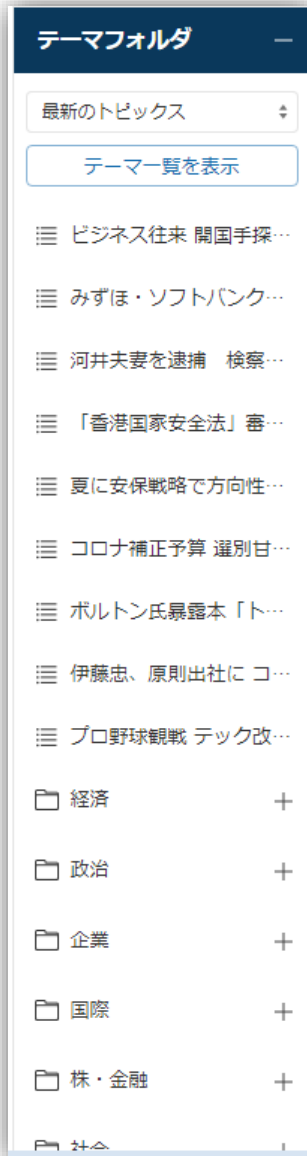 テーマフォルダ
最新のトピックス
テーマ一覧を表示
ビジネス往来 開国手探…
みずほ・ソフトバンク…
河井夫妻を逮捕　検察…
「香港国家安全法」審…
夏に安保戦略で方向性…
コロナ補正予算 選別甘…
ボルトン氏暴露本「ト…
伊藤忠、原則出社に コ…
プロ野球観戦 テック改…
経済
政治
企業
国際
株・金融
社会